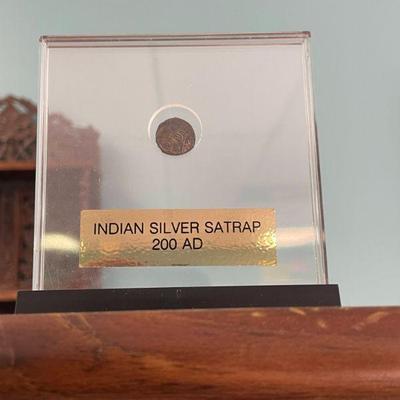 INDIAN SILVER SATRAP
200 AD